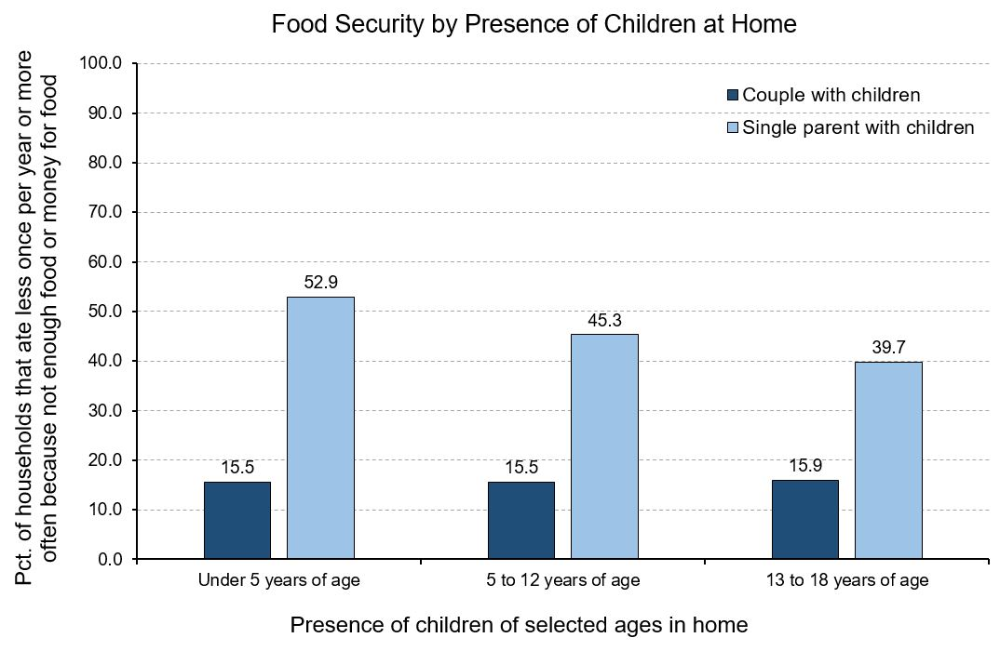 Food Security by Presence of Children at Home
Pct. of households that ate less once per year or more
often because not enough food or money for food
100.0
90.0
80.0
70.0
60.0
50.0
40.0
30.0
20.0
10.0
0.0
Couple with children
Single parent with children
15.5
52.9
15.5
45.3
15.9
39.7
Under 5 years of age
5 to 12 years of age
13 to 18 years of age
Presence of children of selected ages in home